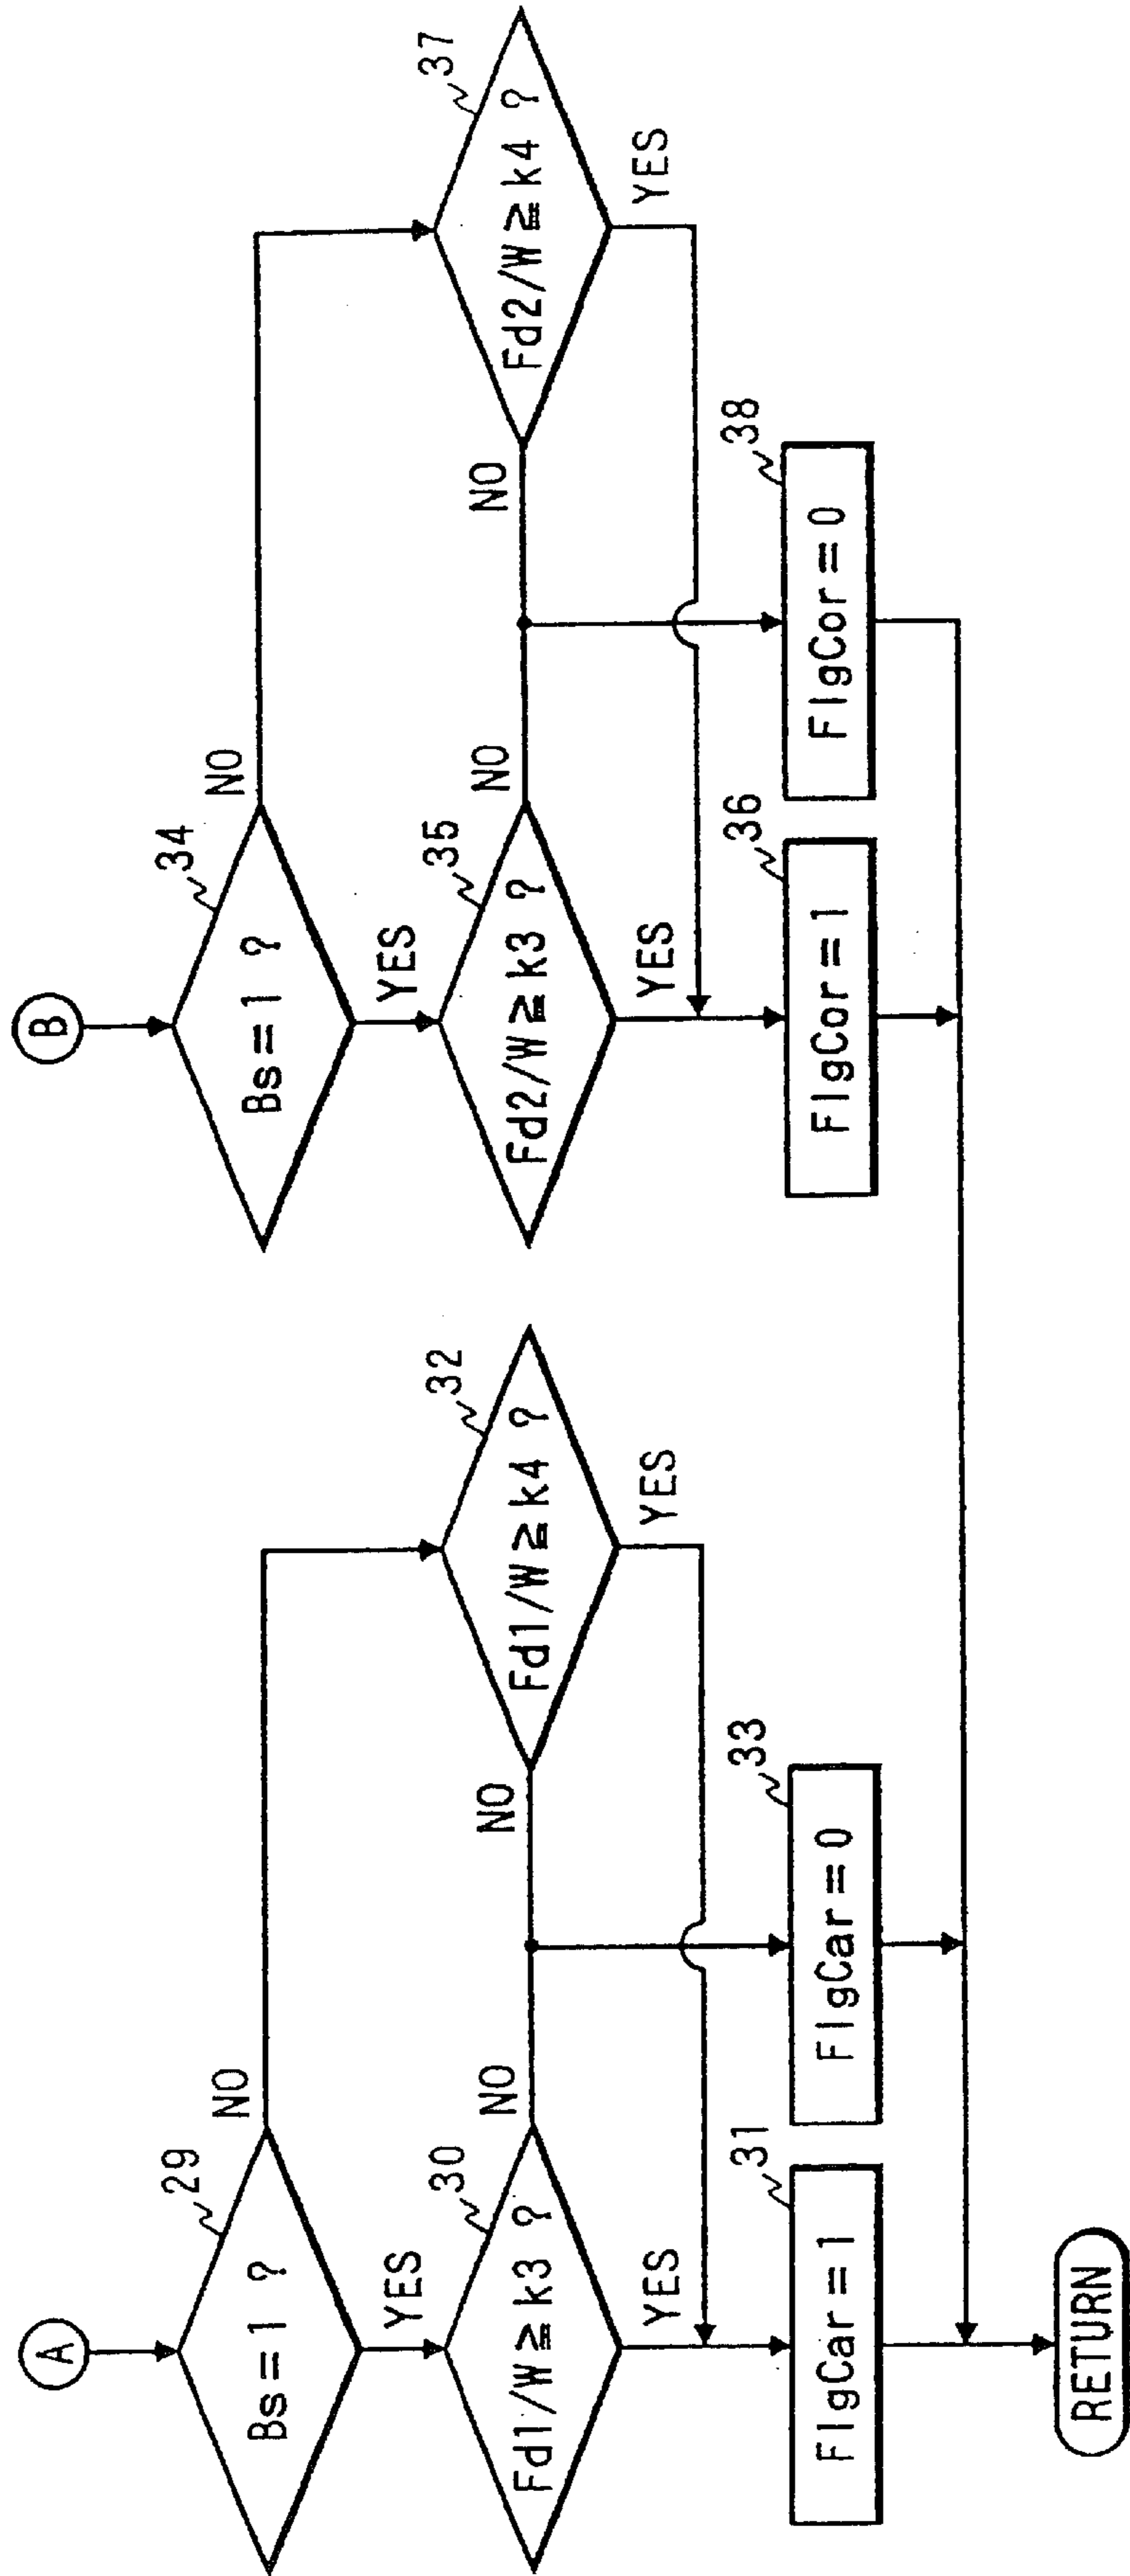 A
29
Bs=1 ?
NO
YES
30
Fd1/W≧k3 ?
NO
NO
32
Fd1/W≧k4 ?
YES
YES
31
FlgCar=1
33
FlgCar=0
B
34
Bs=1 ?
NO
YES
35
Fd2/W≧k3 ?
NO
NO
37
Fd2/W≧k4 ?
YES
YES
36
FlgCor=1
38
FlgCor=0
RETURN